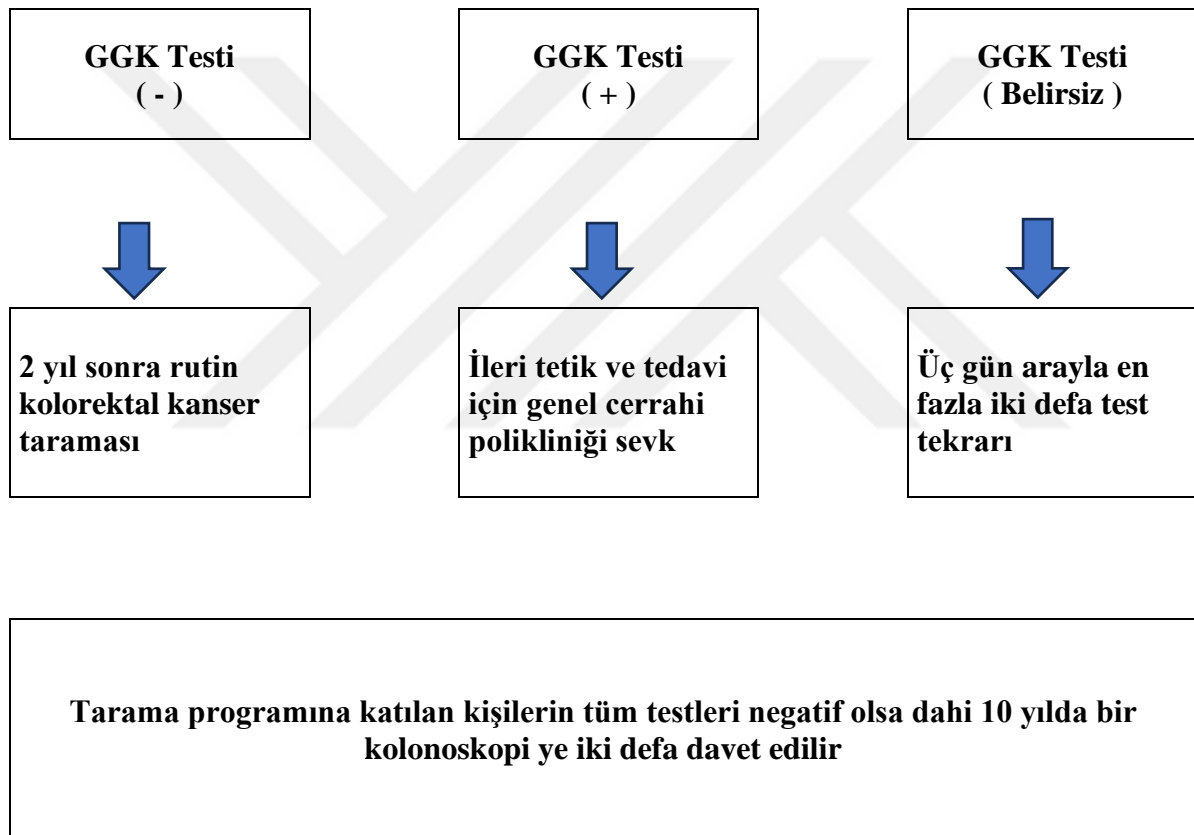 GGK Testi
( - )
GGK Testi
( + )
GGK Testi
( Belirsiz )
2 yıl sonra rutin
kolorektal kanser
taraması
İleri tetik ve tedavi
için genel cerrahi
polikliniği sevk
Üç gün arayla en
fazla iki defa test
tekrarı
Tarama programına katılan kişilerin tüm testleri negatif olsa dahi 10 yılda bir
kolonoskopi ye iki defa davet edilir